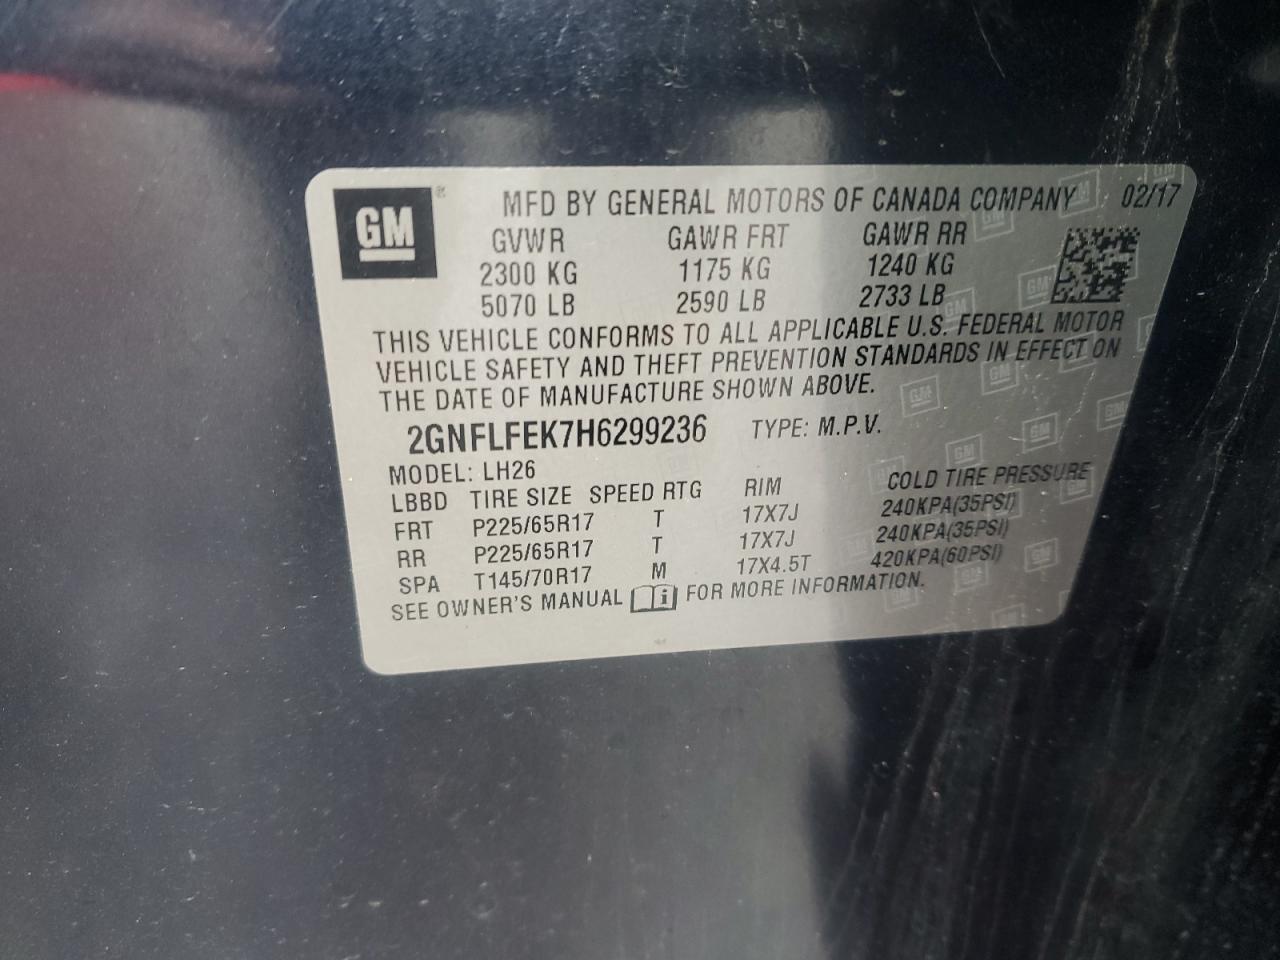 GM ® MFD BY GENERAL MOTORS OF CANADA COMPANY 02/17
GVWR GAWR FRT GAWR RR
2300 KG 1175 KG 1240 KG
5070 LB 2590 LB 2733 LB
THIS VEHICLE CONFORMS TO ALL APPLICABLE U.S. FEDERAL MOTOR
VEHICLE SAFETY AND THEFT PREVENTION STANDARDS IN EFFECT ON
THE DATE OF MANUFACTURE SHOWN ABOVE.
2GNFLFEK7H6299236 TYPE: M.P.V.
MODEL: LH26
LBBD TIRE SIZE SPEED RTG RIM COLD TIRE PRESSURE
FRT P225/65R17 T 17X7J 240KPA(35PSI)
RR P225/65R17 T 17X7J 240KPA(35PSI)
SPA T145/70R17 M 17X4.5T 420KPA(60PSI)
SEE OWNER'S MANUAL i FOR MORE INFORMATION.